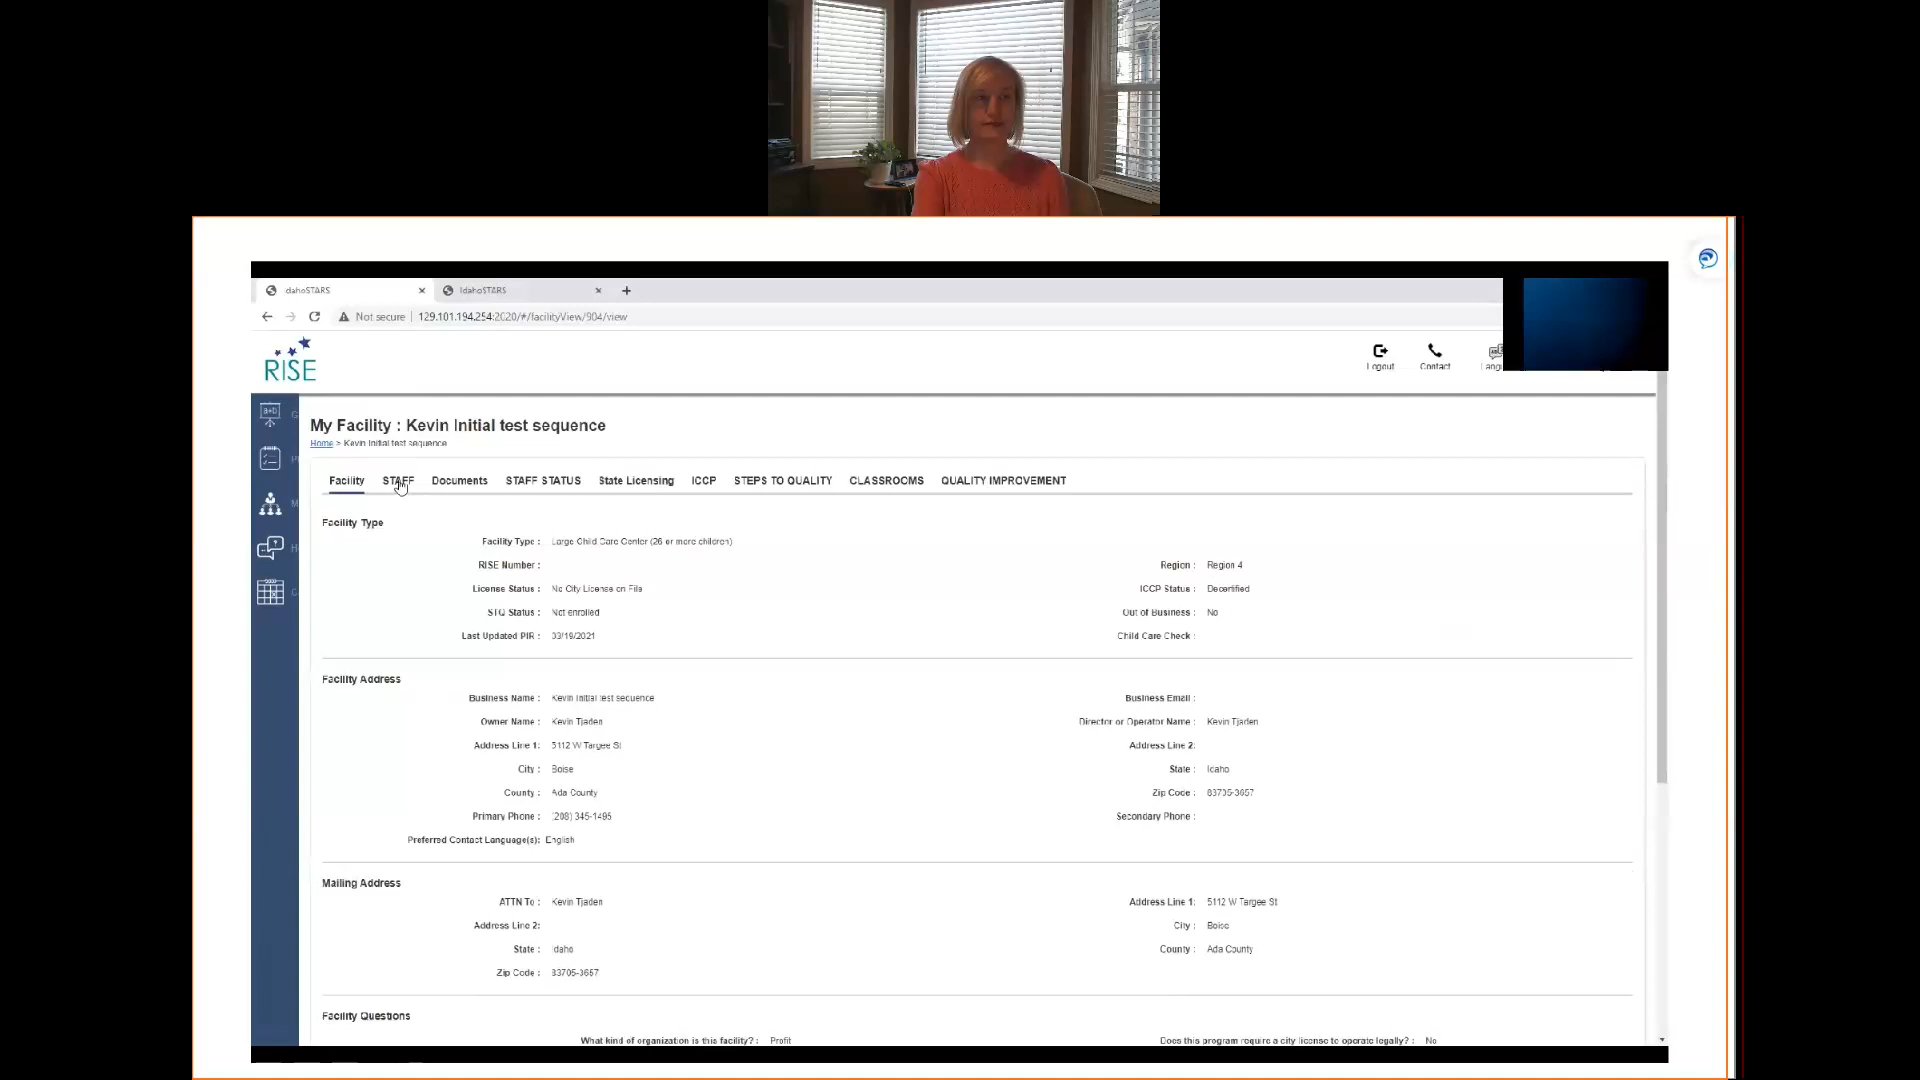 IdahoSTARS
IdahoSTARS
Not secure 129.101.194.254:2020/#/facilityView/904/view
RISE
Logout Contact
My Facility : Kevin Initial test sequence
Home > Kevin Initial test sequence
Facility STAFF Documents STAFF STATUS State Licensing ICCP STEPS TO QUALITY CLASSROOMS QUALITY IMPROVEMENT
Facility Type
Facility Type : Large Child Care Center (26 or more children)
RISE Number : Region : Region 4
License Status : No City License on File ICCP Status : Decertified
STQ Status : Not enrolled Out of Business : No
Last Updated PIR : 03/19/2021 Child Care Check :
Facility Address
Business Name : Kevin Initial test sequence Business Email :
Owner Name : Kevin Tjaden Director or Operator Name : Kevin Tjaden
Address Line 1: 5112 W Targee St Address Line 2:
City : Boise State : Idaho
County : Ada County Zip Code : 83705-3657
Primary Phone : (208) 345-1495 Secondary Phone :
Preferred Contact Language(s): English
Mailing Address
ATTN To : Kevin Tjaden Address Line 1: 5112 W Targee St
Address Line 2: City : Boise
State : Idaho County : Ada County
Zip Code : 83705-3657
Facility Questions
What kind of organization is this facility? : Profit Does this program require a city license to operate legally? : No